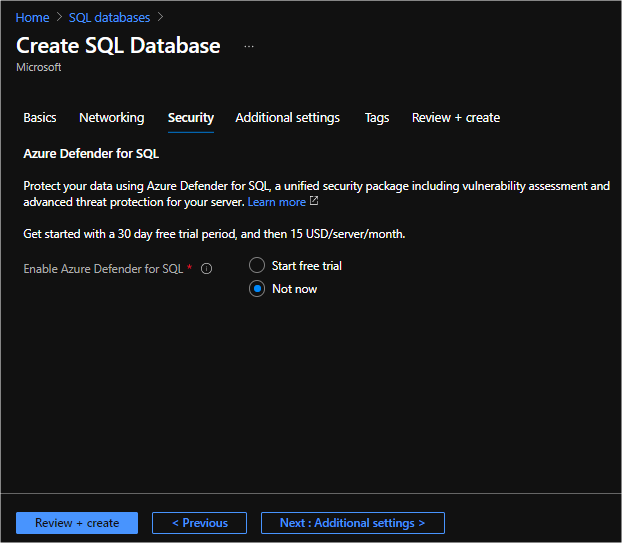 Home > SQL databases >
Create SQL Database ...
Microsoft
Basics Networking Security Additional settings Tags Review + create
Azure Defender for SQL
Protect your data using Azure Defender for SQL, a unified security package including vulnerability assessment and
advanced threat protection for your server. Learn more
Get started with a 30 day free trial period, and then 15 USD/server/month.
Enable Azure Defender for SQL *
Start free trial
Not now
Review + create
< Previous
Next : Additional settings >